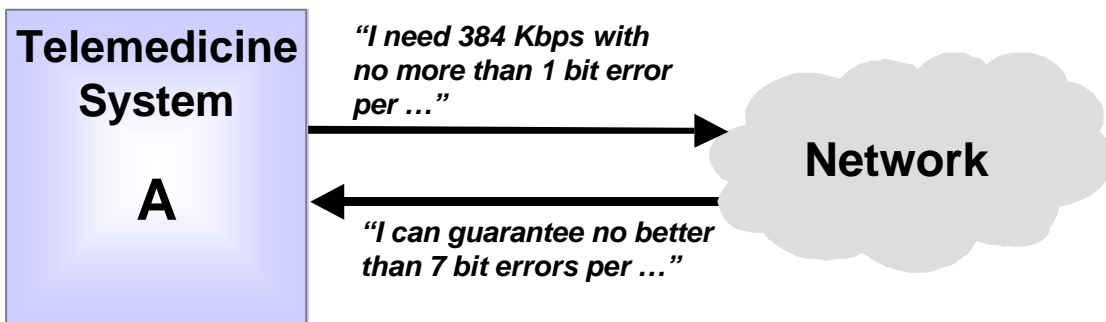 Telemedicine
System
A
“I need 384 Kbps with
no more than 1 bit error
per …”
Network
“I can guarantee no better
than 7 bit errors per …”